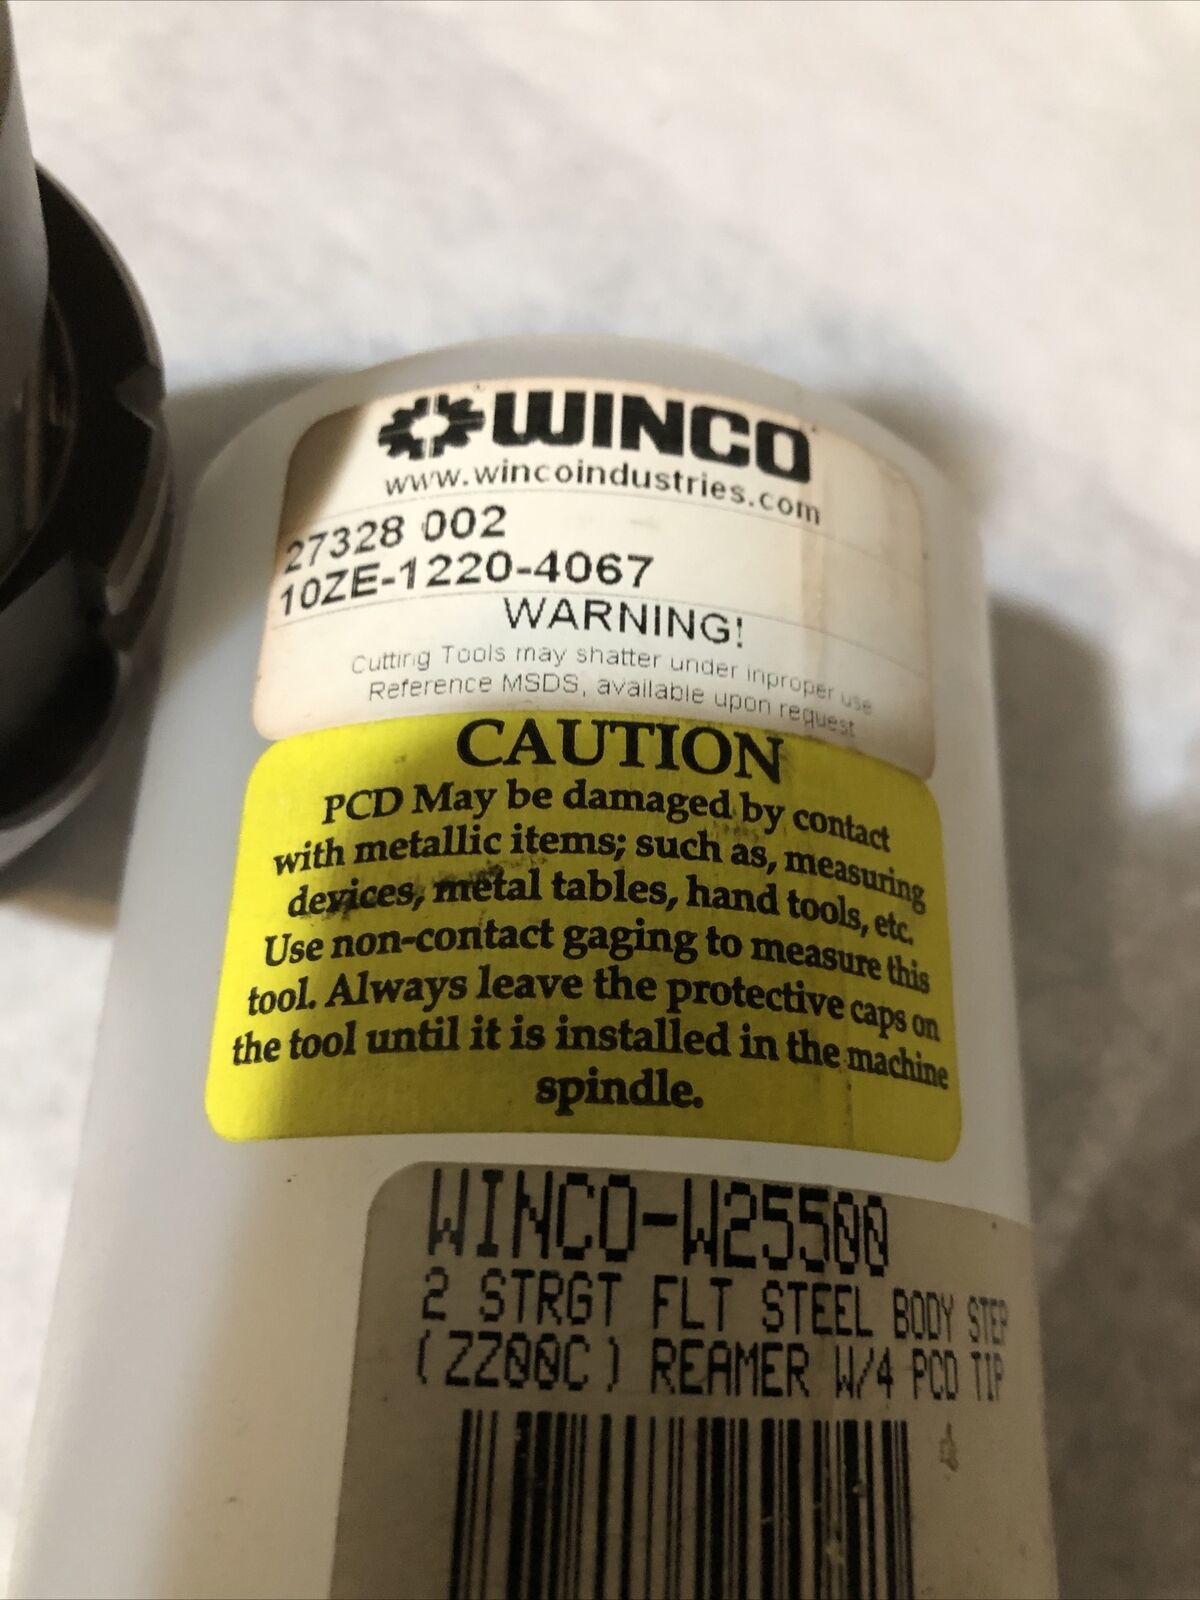 WINCO
www.wincoindustries.com
27328 002
10ZE-1220-4067
WARNING!
Cutting Tools may shatter under inproper use
Reference MSDS, available upon request
CAUTION
PCD May be damaged by contact
with metallic items; such as, measuring
devices, metal tables, hand tools, etc.
Use non-contact gaging to measure this
tool. Always leave the protective caps on
the tool until it is installed in the machine
spindle.
WINCO-W25500
2 STRGT FLT STEEL BODY STEP
(ZZ00C) REAMER W/4 PCD TIP